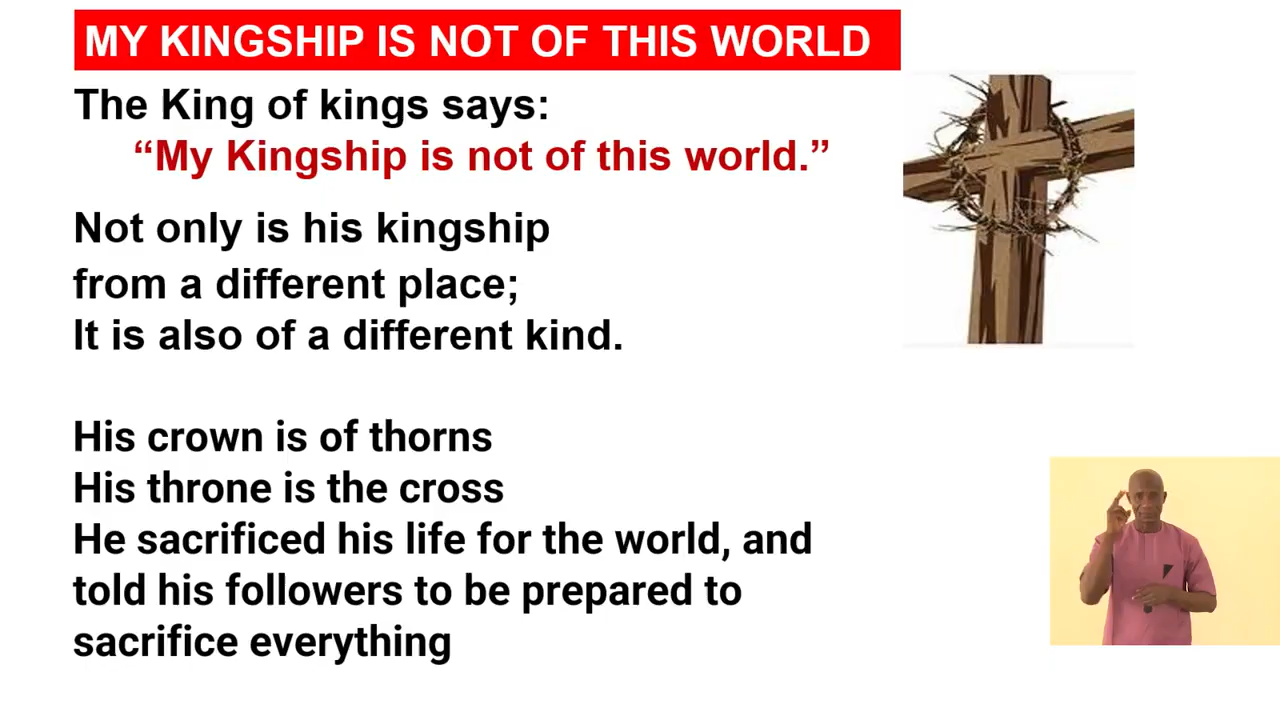 MY KINGSHIP IS NOT OF THIS WORLD
The King of kings says:
“My Kingship is not of this world.”
Not only is his kingship
from a different place;
It is also of a different kind.
His crown is of thorns
His throne is the cross
He sacrificed his life for the world, and
told his followers to be prepared to
sacrifice everything